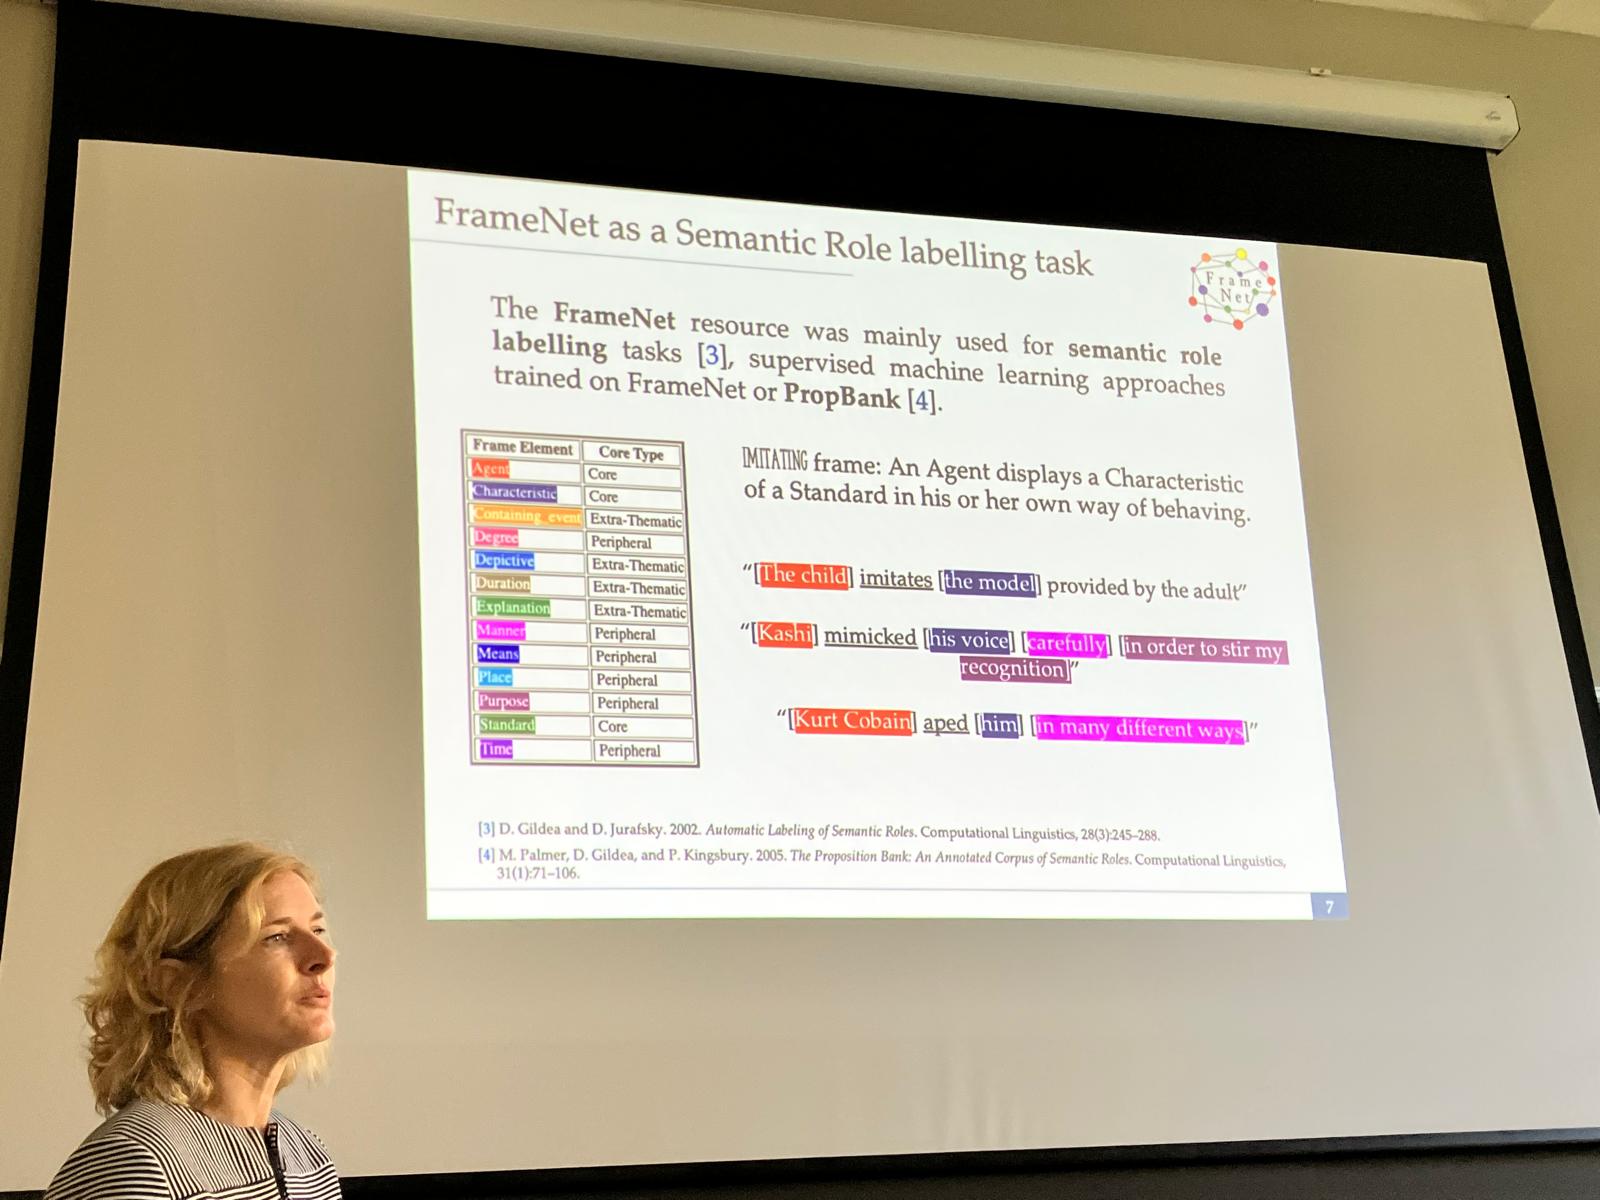 FrameNet as a Semantic Role labelling task
Frame
Net
The FrameNet resource was mainly used for semantic role
labelling tasks [3], supervised machine learning approaches
trained on FrameNet or PropBank [4].
Frame Element Core Type
Agent Core
Characteristic Core
Containing_event Extra-Thematic
Degree Peripheral
Depictive Extra-Thematic
Duration Extra-Thematic
Explanation Extra-Thematic
Manner Peripheral
Means Peripheral
Place Peripheral
Purpose Peripheral
Standard Core
Time Peripheral
IMITATING frame: An Agent displays a Characteristic
of a Standard in his or her own way of behaving.
“[The child] imitates [the model] provided by the adult”
“[Kashi] mimicked [his voice] [carefully] [in order to stir my
recognition]”
“[Kurt Cobain] aped [him] [in many different ways]”
[3] D. Gildea and D. Jurafsky. 2002. Automatic Labeling of Semantic Roles. Computational Linguistics, 28(3):245–288.
[4] M. Palmer, D. Gildea, and P. Kingsbury. 2005. The Proposition Bank: An Annotated Corpus of Semantic Roles. Computational Linguistics,
31(1):71–106.
7